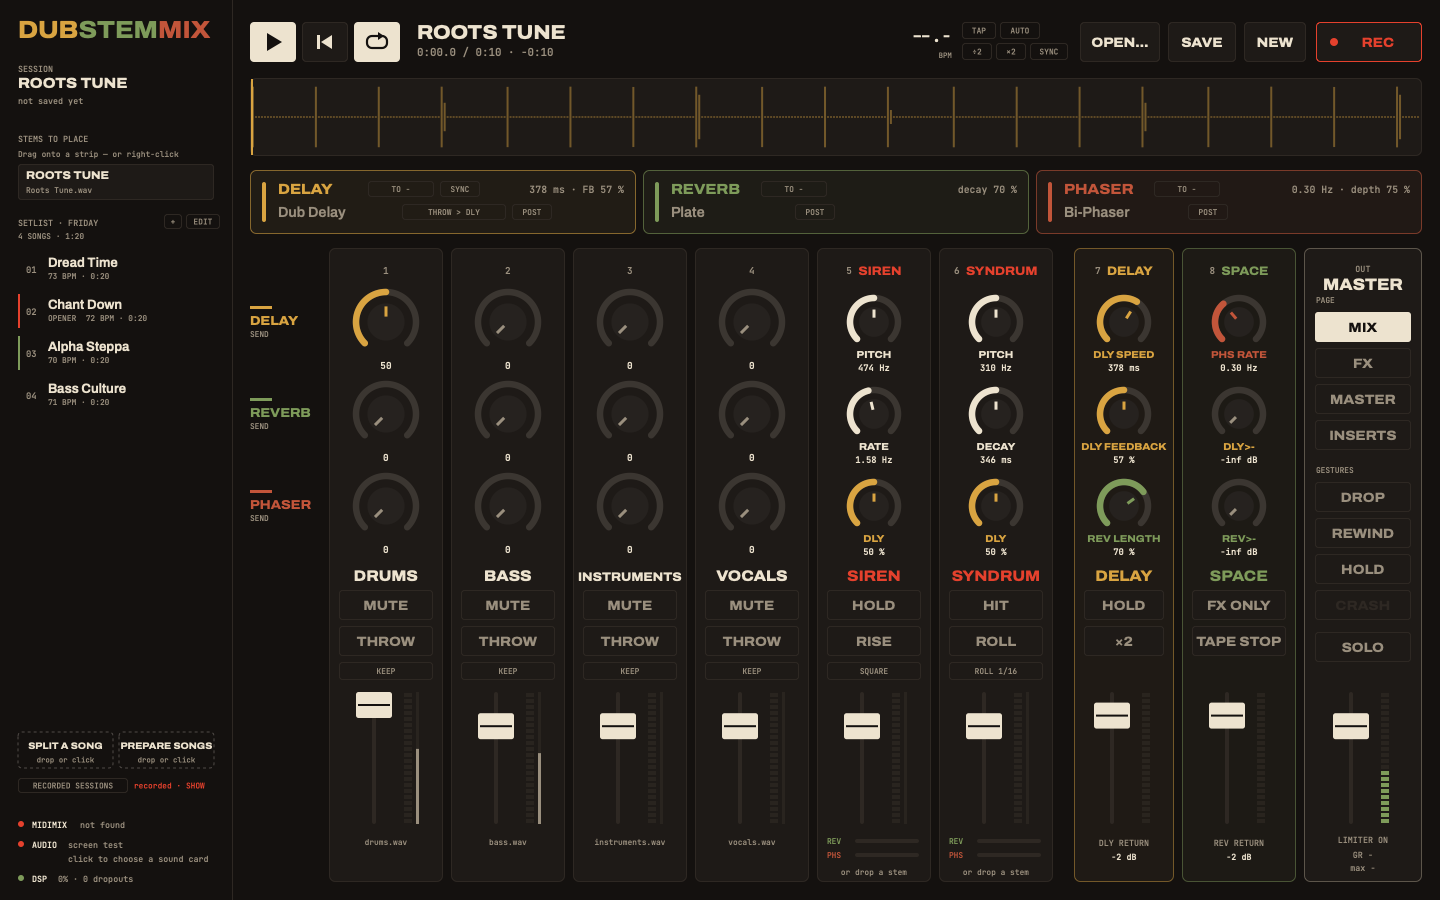 DUBSTEMMIX
SESSION
ROOTS TUNE
not saved yet
STEMS TO PLACE
Drag onto a strip — or right-click
ROOTS TUNE
Roots Tune.wav
SETLIST · FRIDAY + EDIT
4 SONGS · 1:20
01 Dread Time
73 BPM · 0:20
02 Chant Down
OPENER 72 BPM · 0:20
03 Alpha Steppa
70 BPM · 0:20
04 Bass Culture
71 BPM · 0:20
SPLIT A SONG PREPARE SONGS
drop or click drop or click
RECORDED SESSIONS recorded · SHOW
MIDIMIX not found
AUDIO screen test
click to choose a sound card
DSP 0% · 0 dropouts
ROOTS TUNE
0:00.0 / 0:10 · -0:10
--.-
BPM
TAP AUTO
÷2 ×2 SYNC
OPEN... SAVE NEW REC
DELAY TO - SYNC 378 ms · FB 57 %
Dub Delay THROW > DLY POST
REVERB TO - decay 70 %
Plate POST
PHASER TO - 0.30 Hz · depth 75 %
Bi-Phaser POST
DELAY
SEND
REVERB
SEND
PHASER
SEND
1
50
0
0
DRUMS
MUTE
THROW
KEEP
drums.wav
2
0
0
0
BASS
MUTE
THROW
KEEP
bass.wav
3
0
0
0
INSTRUMENTS
MUTE
THROW
KEEP
instruments.wav
4
0
0
0
VOCALS
MUTE
THROW
KEEP
vocals.wav
5 SIREN
PITCH
474 Hz
RATE
1.58 Hz
DLY
50 %
SIREN
HOLD
RISE
SQUARE
REV
PHS
or drop a stem
6 SYNDRUM
PITCH
310 Hz
DECAY
346 ms
DLY
50 %
SYNDRUM
HIT
ROLL
ROLL 1/16
REV
PHS
or drop a stem
7 DELAY
DLY SPEED
378 ms
DLY FEEDBACK
57 %
REV LENGTH
70 %
DELAY
HOLD
×2
DLY RETURN
-2 dB
8 SPACE
PHS RATE
0.30 Hz
DLY>-
-inf dB
REV>-
-inf dB
SPACE
FX ONLY
TAPE STOP
REV RETURN
-2 dB
OUT
MASTER
PAGE
MIX
FX
MASTER
INSERTS
GESTURES
DROP
REWIND
HOLD
CRASH
SOLO
LIMITER ON
GR -
max -